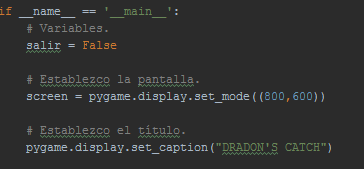 if __name__ == '__main__':
# Variables.
salir = False
# Establezco la pantalla.
screen = pygame.display.set_mode((800,600))
# Establezco el titulo.
pygame.display.set_caption("DRADON'S CATCH")